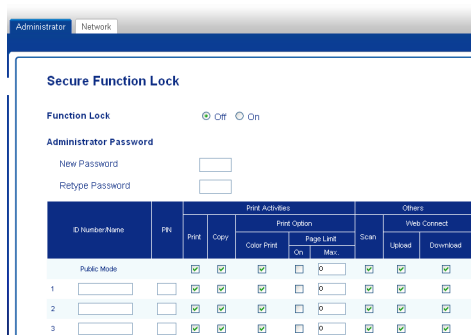 Administrator Network
Secure Function Lock
Function Lock Off On
Administrator Password
New Password
Retype Password
Print Activities Others
Print Option Web Connect
ID Number/Name PIN Print Copy Color Print Page Limit Scan Upload Download
On Max.
Public Mode 0
1 0
2 0
3 0